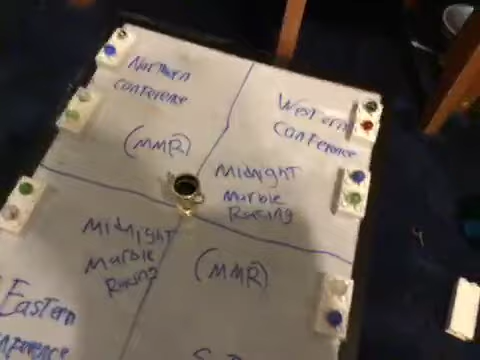 Northern
Conference
Western
Conference
(MMR)
Midnight
Marble
Racing
Midnight
Marble
Racing
(MMR)
Eastern